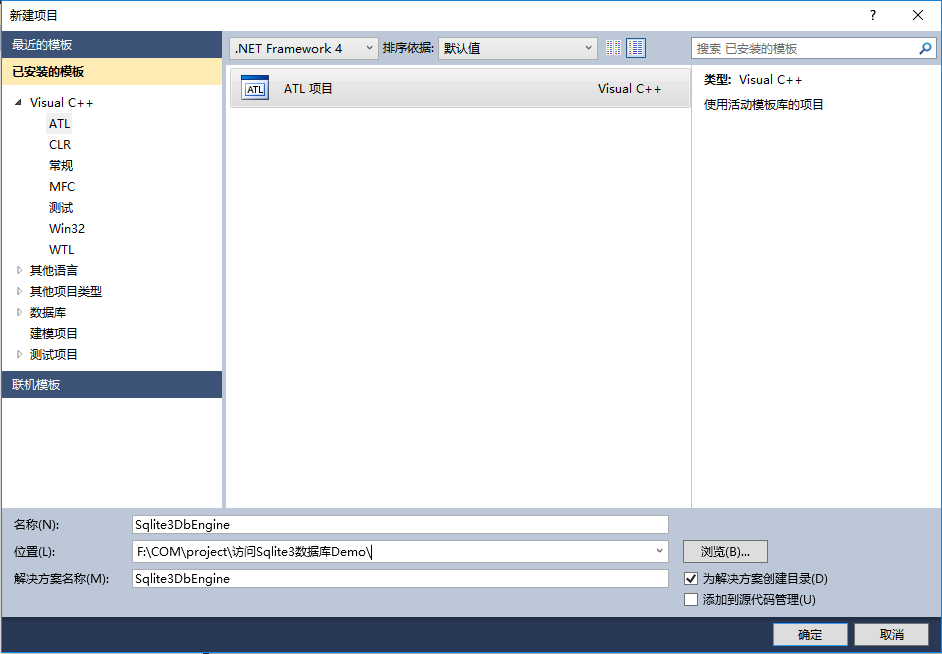 新建项目
?
最近的模板
.NET Framework 4
排序依据:
默认值
搜索 已安装的模板
已安装的模板
Visual C++
ATL
CLR
常规
MFC
测试
Win32
WTL
其他语言
其他项目类型
数据库
建模项目
测试项目
联机模板
ATL
ATL 项目
Visual C++
类型: Visual C++
使用活动模板库的项目
名称(N):
Sqlite3DbEngine
位置(L):
F:\COM\project\访问Sqlite3数据库Demo\
浏览(B)...
解决方案名称(M):
Sqlite3DbEngine
为解决方案创建目录(D)
添加到源代码管理(U)
确定
取消